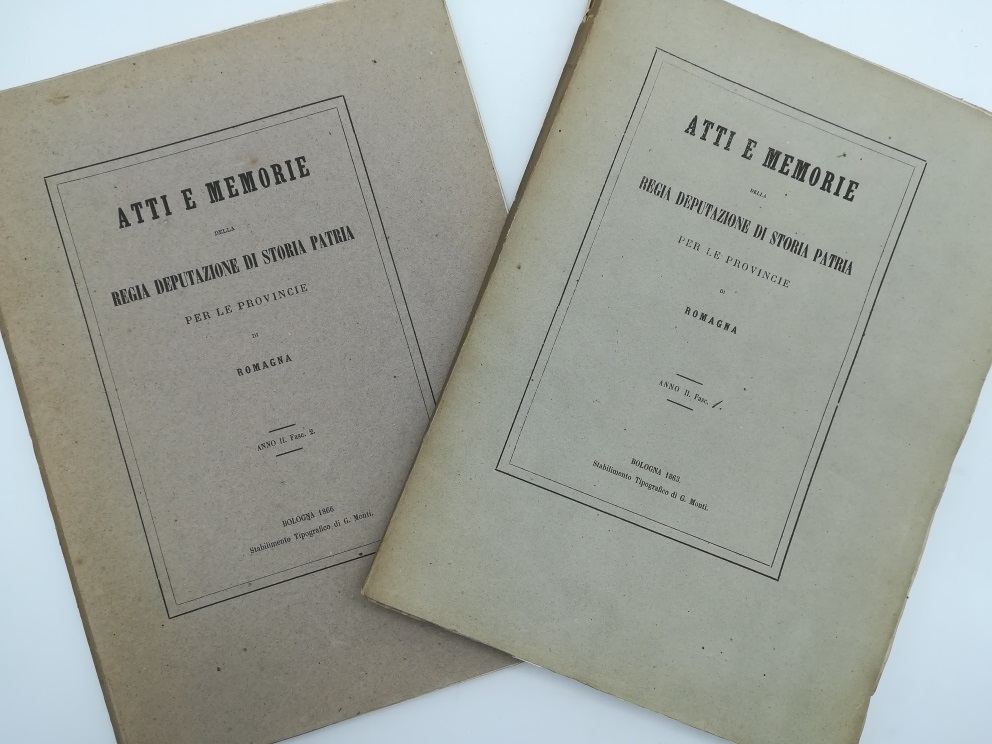 ATTI E MEMORIE
DELLA
REGIA DEPUTAZIONE DI STORIA PATRIA
PER LE PROVINCIE
DI
ROMAGNA
ANNO II. Fasc. 2.
BOLOGNA 1866
Stabilimento Tipografico di G. Monti.
ATTI E MEMORIE
DELLA
REGIA DEPUTAZIONE DI STORIA PATRIA
PER LE PROVINCIE
DI
ROMAGNA
ANNO II. Fasc. 1.
BOLOGNA 1863.
Stabilimento Tipografico di G. Monti.